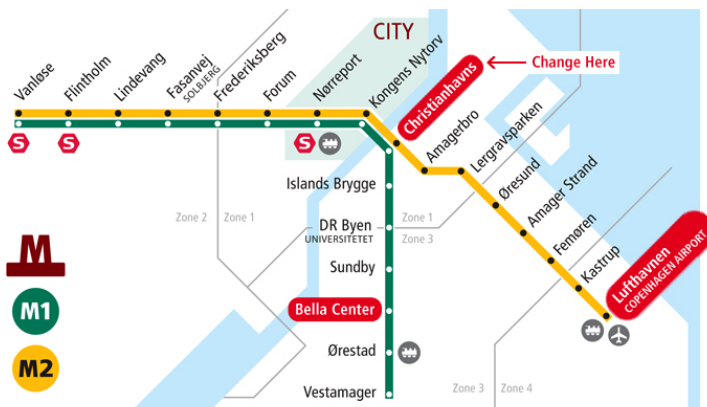 CITY
Vanløse
Flintholm
Lindevang
Fasanvej
SOLBJERG
Frederiksberg
Forum
Nørreport
Kongens Nytorv
Christianhavns
Change Here
Amagerbro
Lergravsparken
Øresund
Amager Strand
Femøren
Kastrup
Lufthavnen
COPENHAGEN AIRPORT
S
S
S
Islands Brygge
Zone 2
Zone 1
DR Byen
UNIVERSITETET
Zone 1
Zone 3
Sundby
Bella Center
Ørestad
Vestamager
Zone 3
Zone 4
M
M1
M2